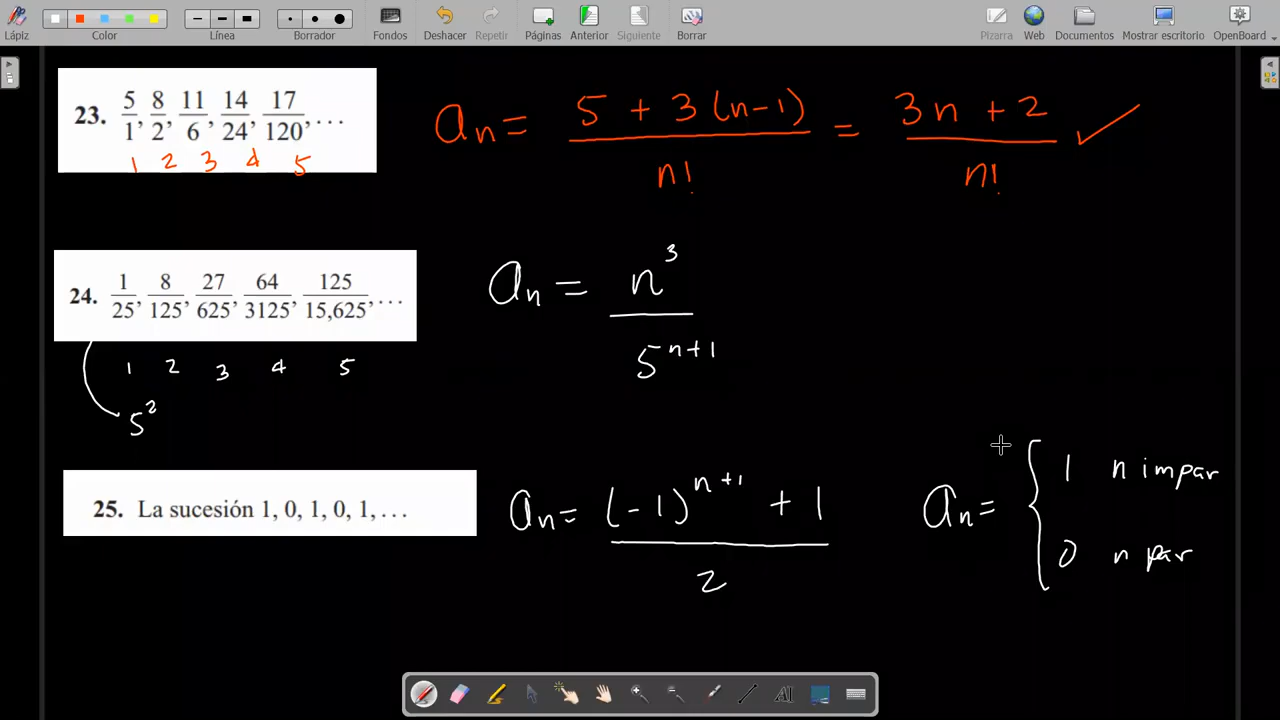 Lápiz Color Línea Borrador Fondos Deshacer Repetir Páginas Anterior Siguiente Borrar Pizarra Web Documentos Mostrar escritorio OpenBoard
23. 5/1, 8/2, 11/6, 14/24, 17/120, ...
1 2 3 4 5
an = (5 + 3(n-1))/n! = (3n + 2)/n! ✓
24. 1/25, 8/125, 27/625, 64/3125, 125/15,625, ...
1 2 3 4 5
5^2
an = n^3/5^(n+1)
25. La sucesión 1, 0, 1, 0, 1, ...
an = ((-1)^(n+1) + 1)/2
an = { 1 n impar
0 n par
AI